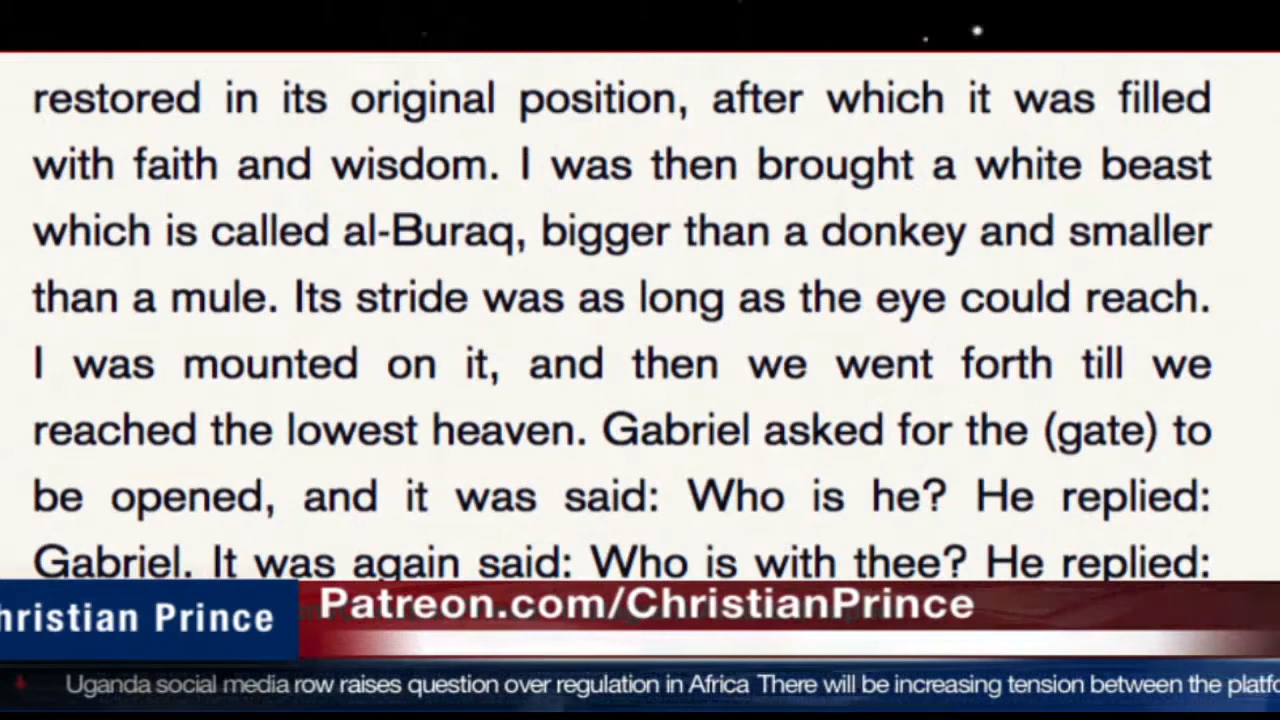 restored in its original position, after which it was filled
with faith and wisdom. I was then brought a white beast
which is called al-Buraq, bigger than a donkey and smaller
than a mule. Its stride was as long as the eye could reach.
I was mounted on it, and then we went forth till we
reached the lowest heaven. Gabriel asked for the (gate) to
be opened, and it was said: Who is he? He replied:
Gabriel. It was again said: Who is with thee? He replied:
hristian Prince
Patreon.com/ChristianPrince
Uganda social media row raises question over regulation in Africa There will be increasing tension between the platfo